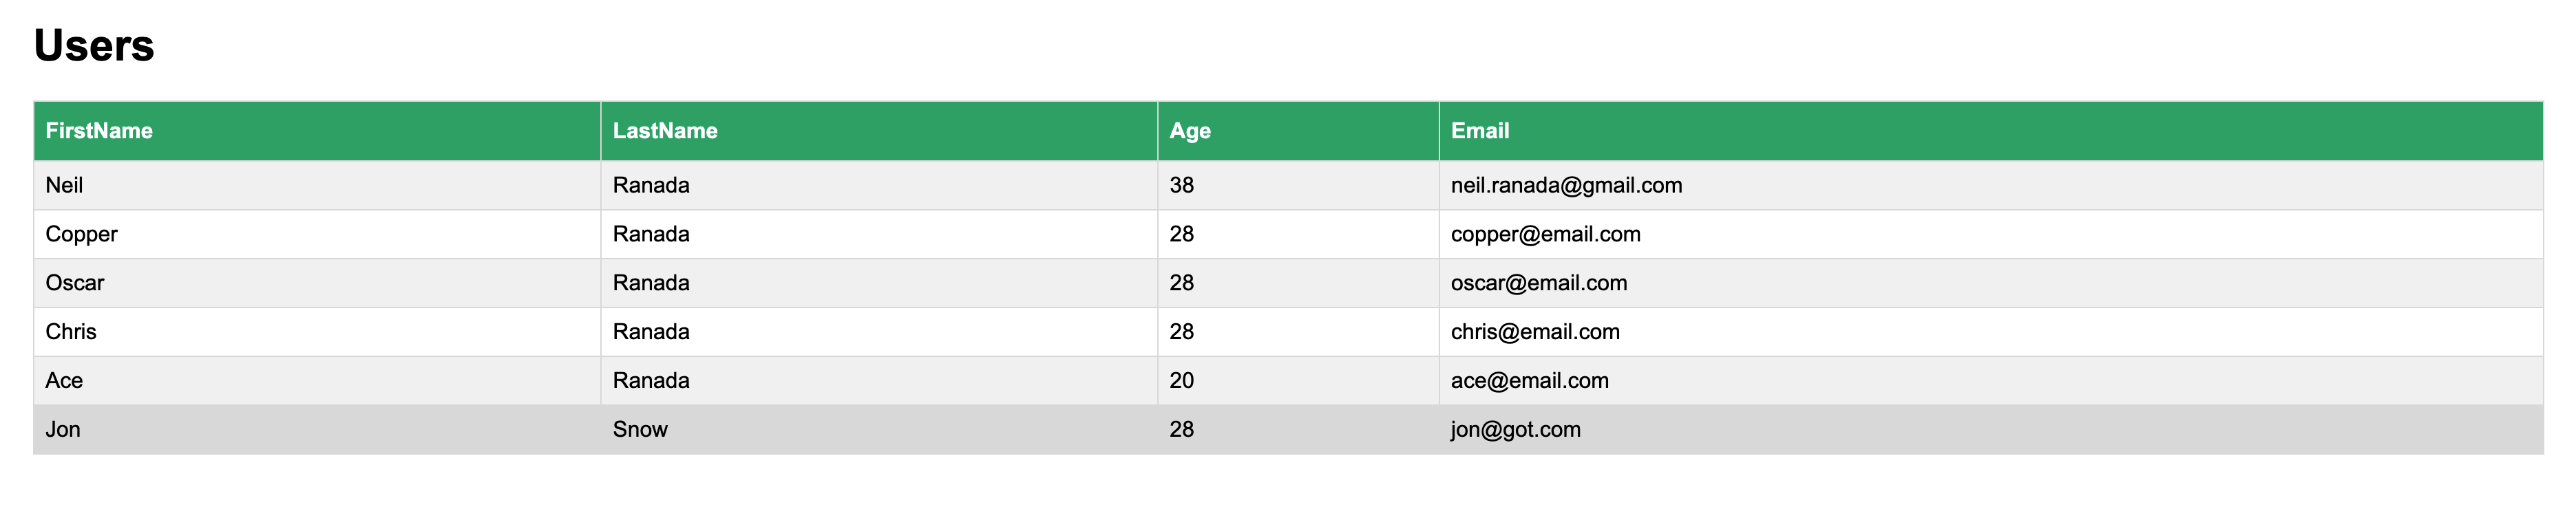 Users
FirstName LastName Age Email
Neil Ranada 38 neil.ranada@gmail.com
Copper Ranada 28 copper@email.com
Oscar Ranada 28 oscar@email.com
Chris Ranada 28 chris@email.com
Ace Ranada 20 ace@email.com
Jon Snow 28 jon@got.com